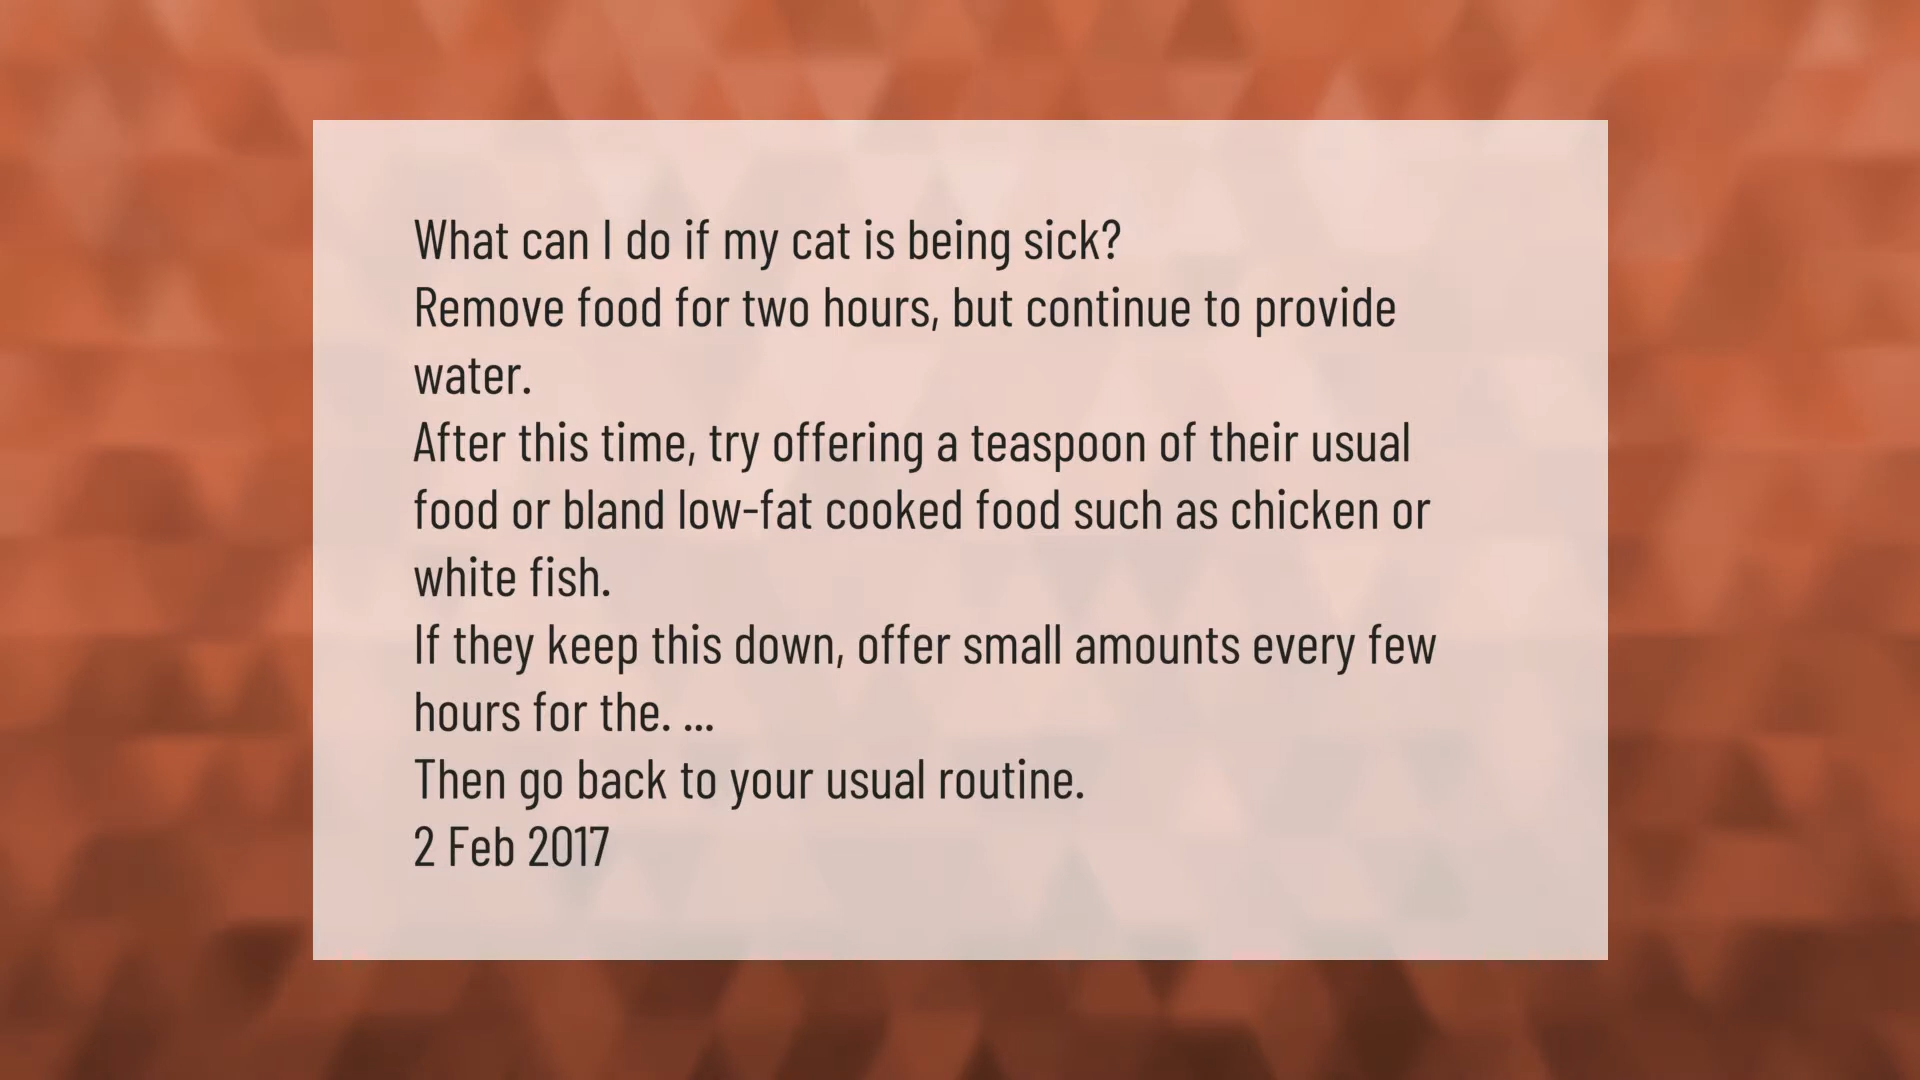 What can I do if my cat is being sick?
Remove food for two hours, but continue to provide
water.
After this time, try offering a teaspoon of their usual
food or bland low-fat cooked food such as chicken or
white fish.
If they keep this down, offer small amounts every few
hours for the. ...
Then go back to your usual routine.
2 Feb 2017